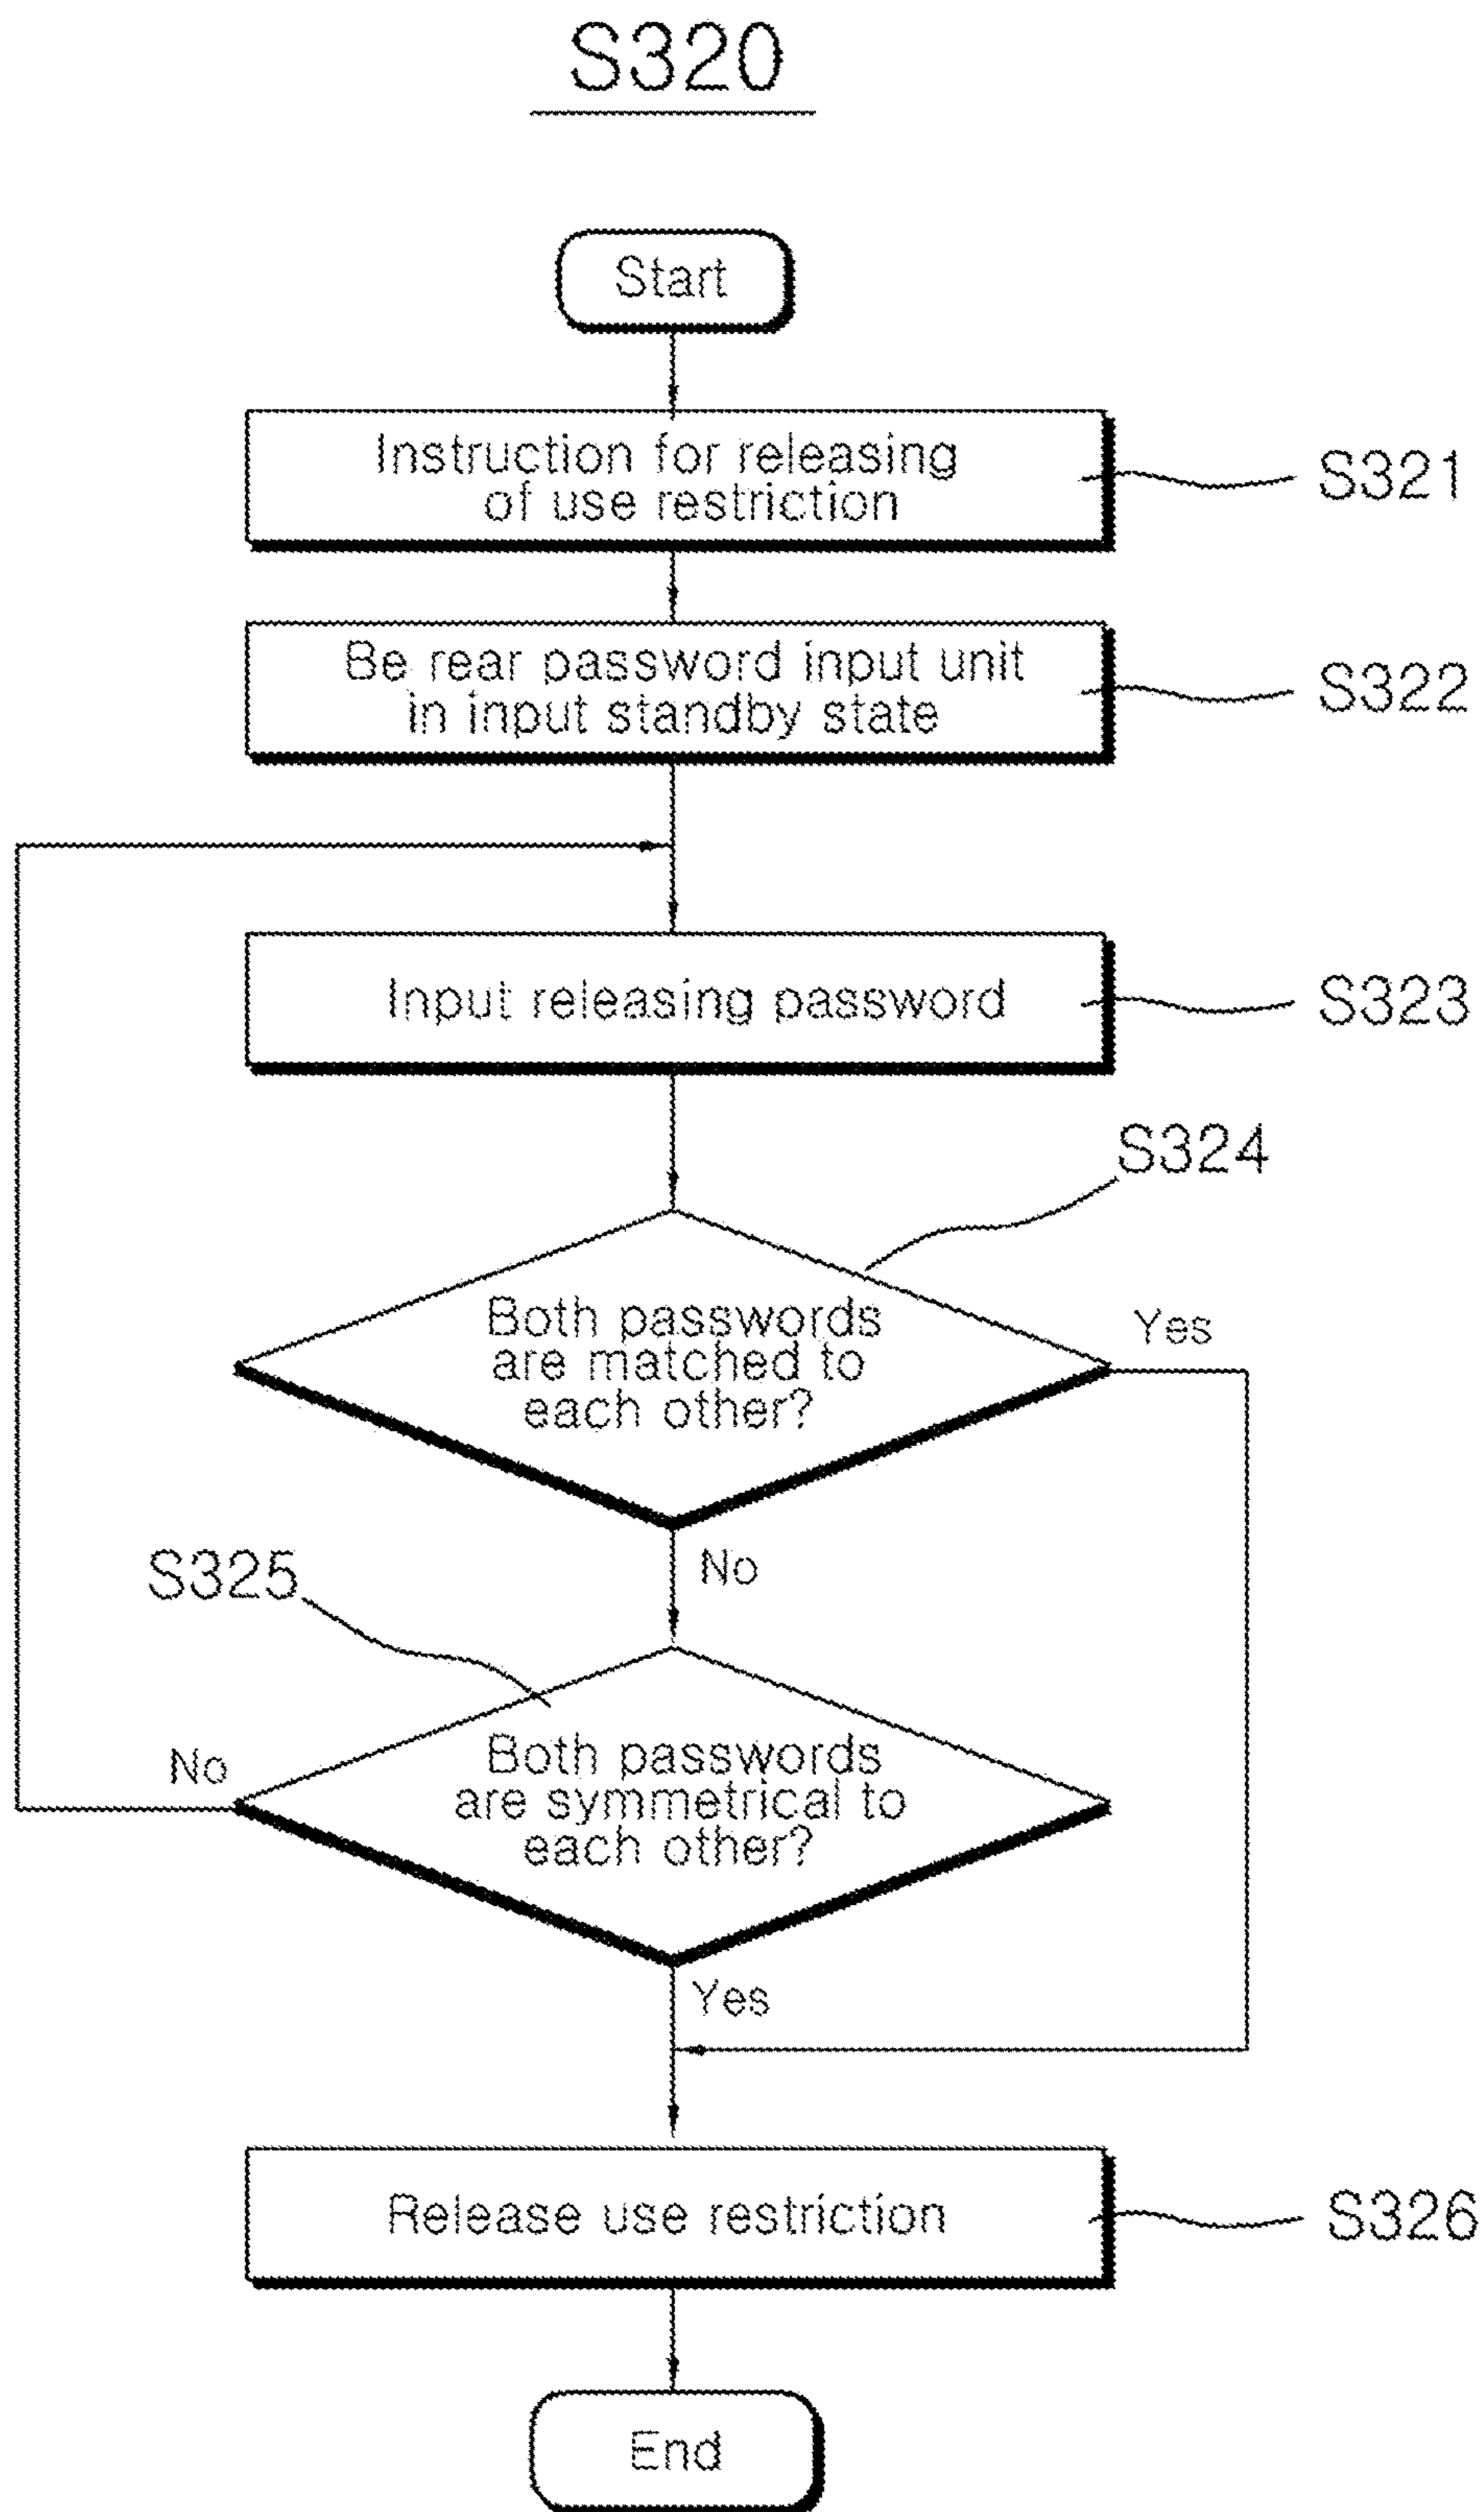 S320
Start
Instruction for releasing
of use restriction
S321
Be rear password input unit
in input standby state
S322
Input releasing password
S323
S324
Both passwords
are matched to
each other?
Yes
No
S325
Both passwords
are symmetrical to
each other?
No
Yes
Release use restriction
S326
End